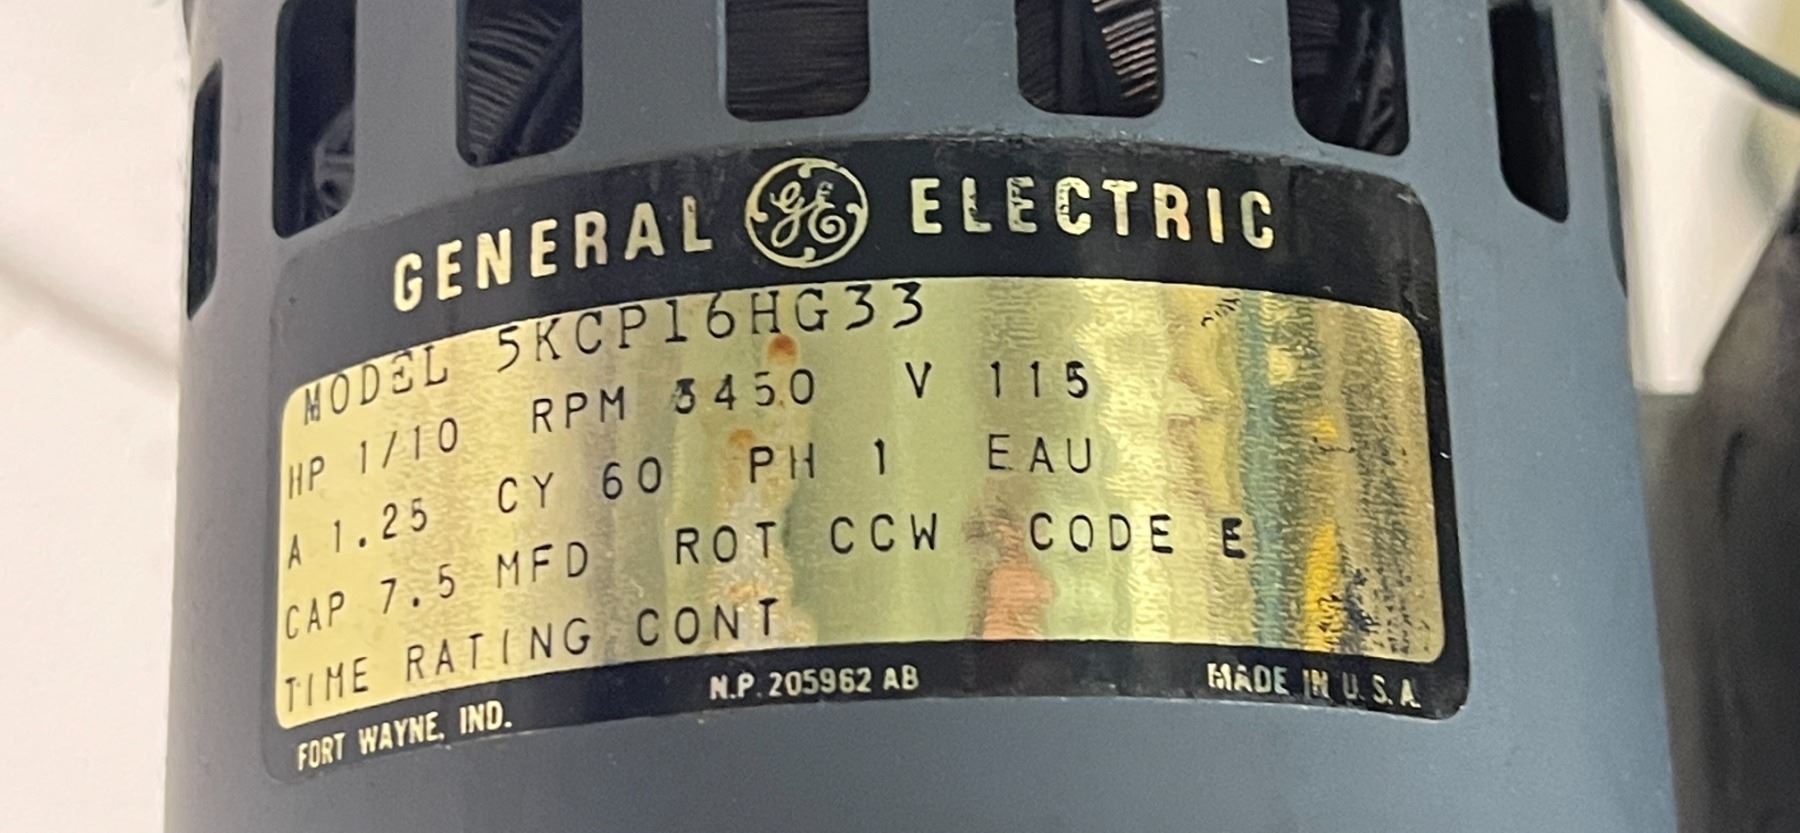 GENERAL GE ELECTRIC
MODEL 5KCP16HG33
HP 1/10 RPM 3450 V 115
A 1.25 CY 60 PH 1 EAU
CAP 7.5 MFD ROT CCW CODE E
TIME RATING CONT
FORT WAYNE, IND. N.P. 205962 AB MADE IN U.S.A.